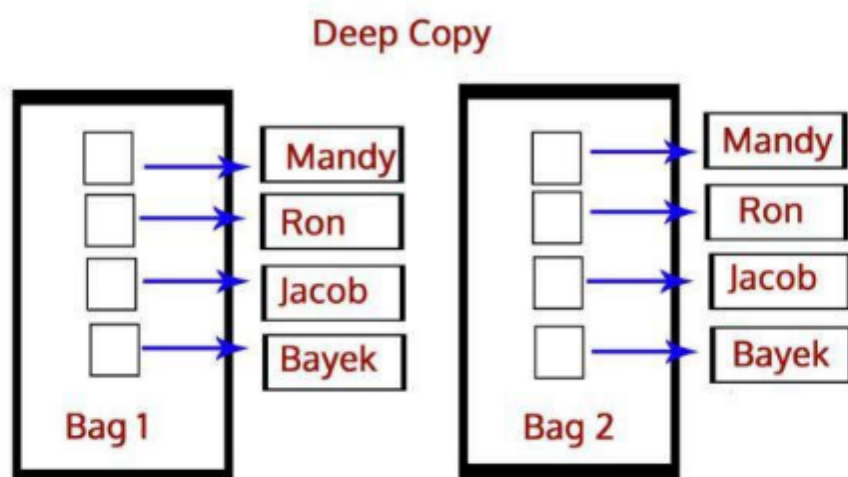 Deep Copy
Mandy
Ron
Jacob
Bayek
Bag 1
Mandy
Ron
Jacob
Bayek
Bag 2